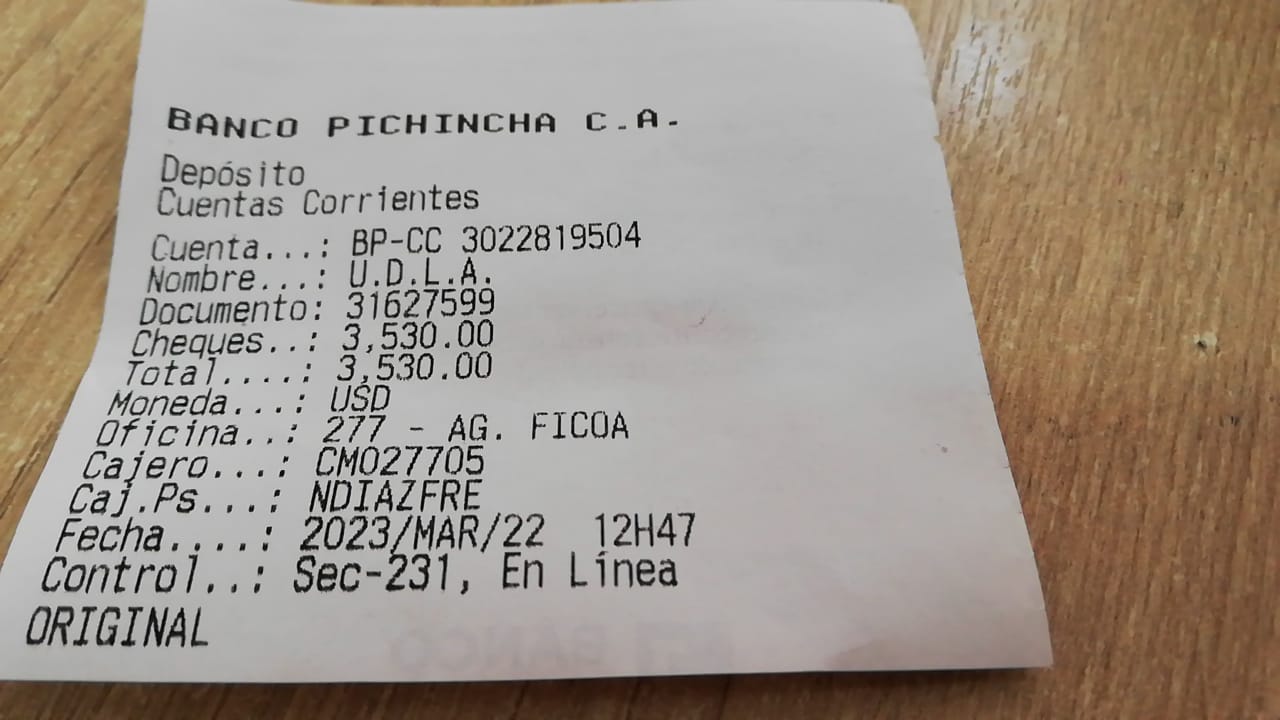 BANCO PICHINCHA C.A.
Depósito
Cuentas Corrientes
Cuenta...: BP-CC 3022819504
Nombre...: U.D.L.A.
Documento: 31627599
Cheques..: 3,530.00
Total....: 3,530.00
Moneda...: USD
Oficina..: 277 - AG. FICOA
Cajero...: CM027705
Caj.Ps...: NDIAZFRE
Fecha....: 2023/MAR/22 12H47
Control..: Sec-231, En Línea
ORIGINAL
BANCO